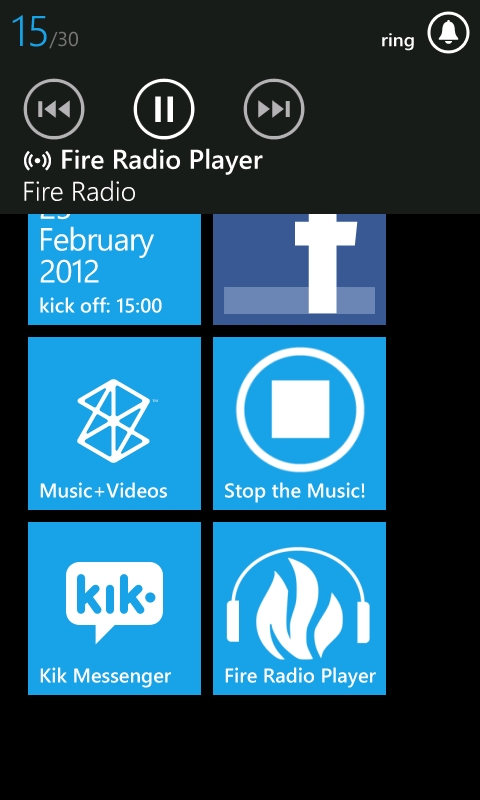 15/30
ring
Fire Radio Player
Fire Radio
February
2012
kick off: 15:00
f
Music+Videos
Stop the Music!
kik
Kik Messenger
Fire Radio Player